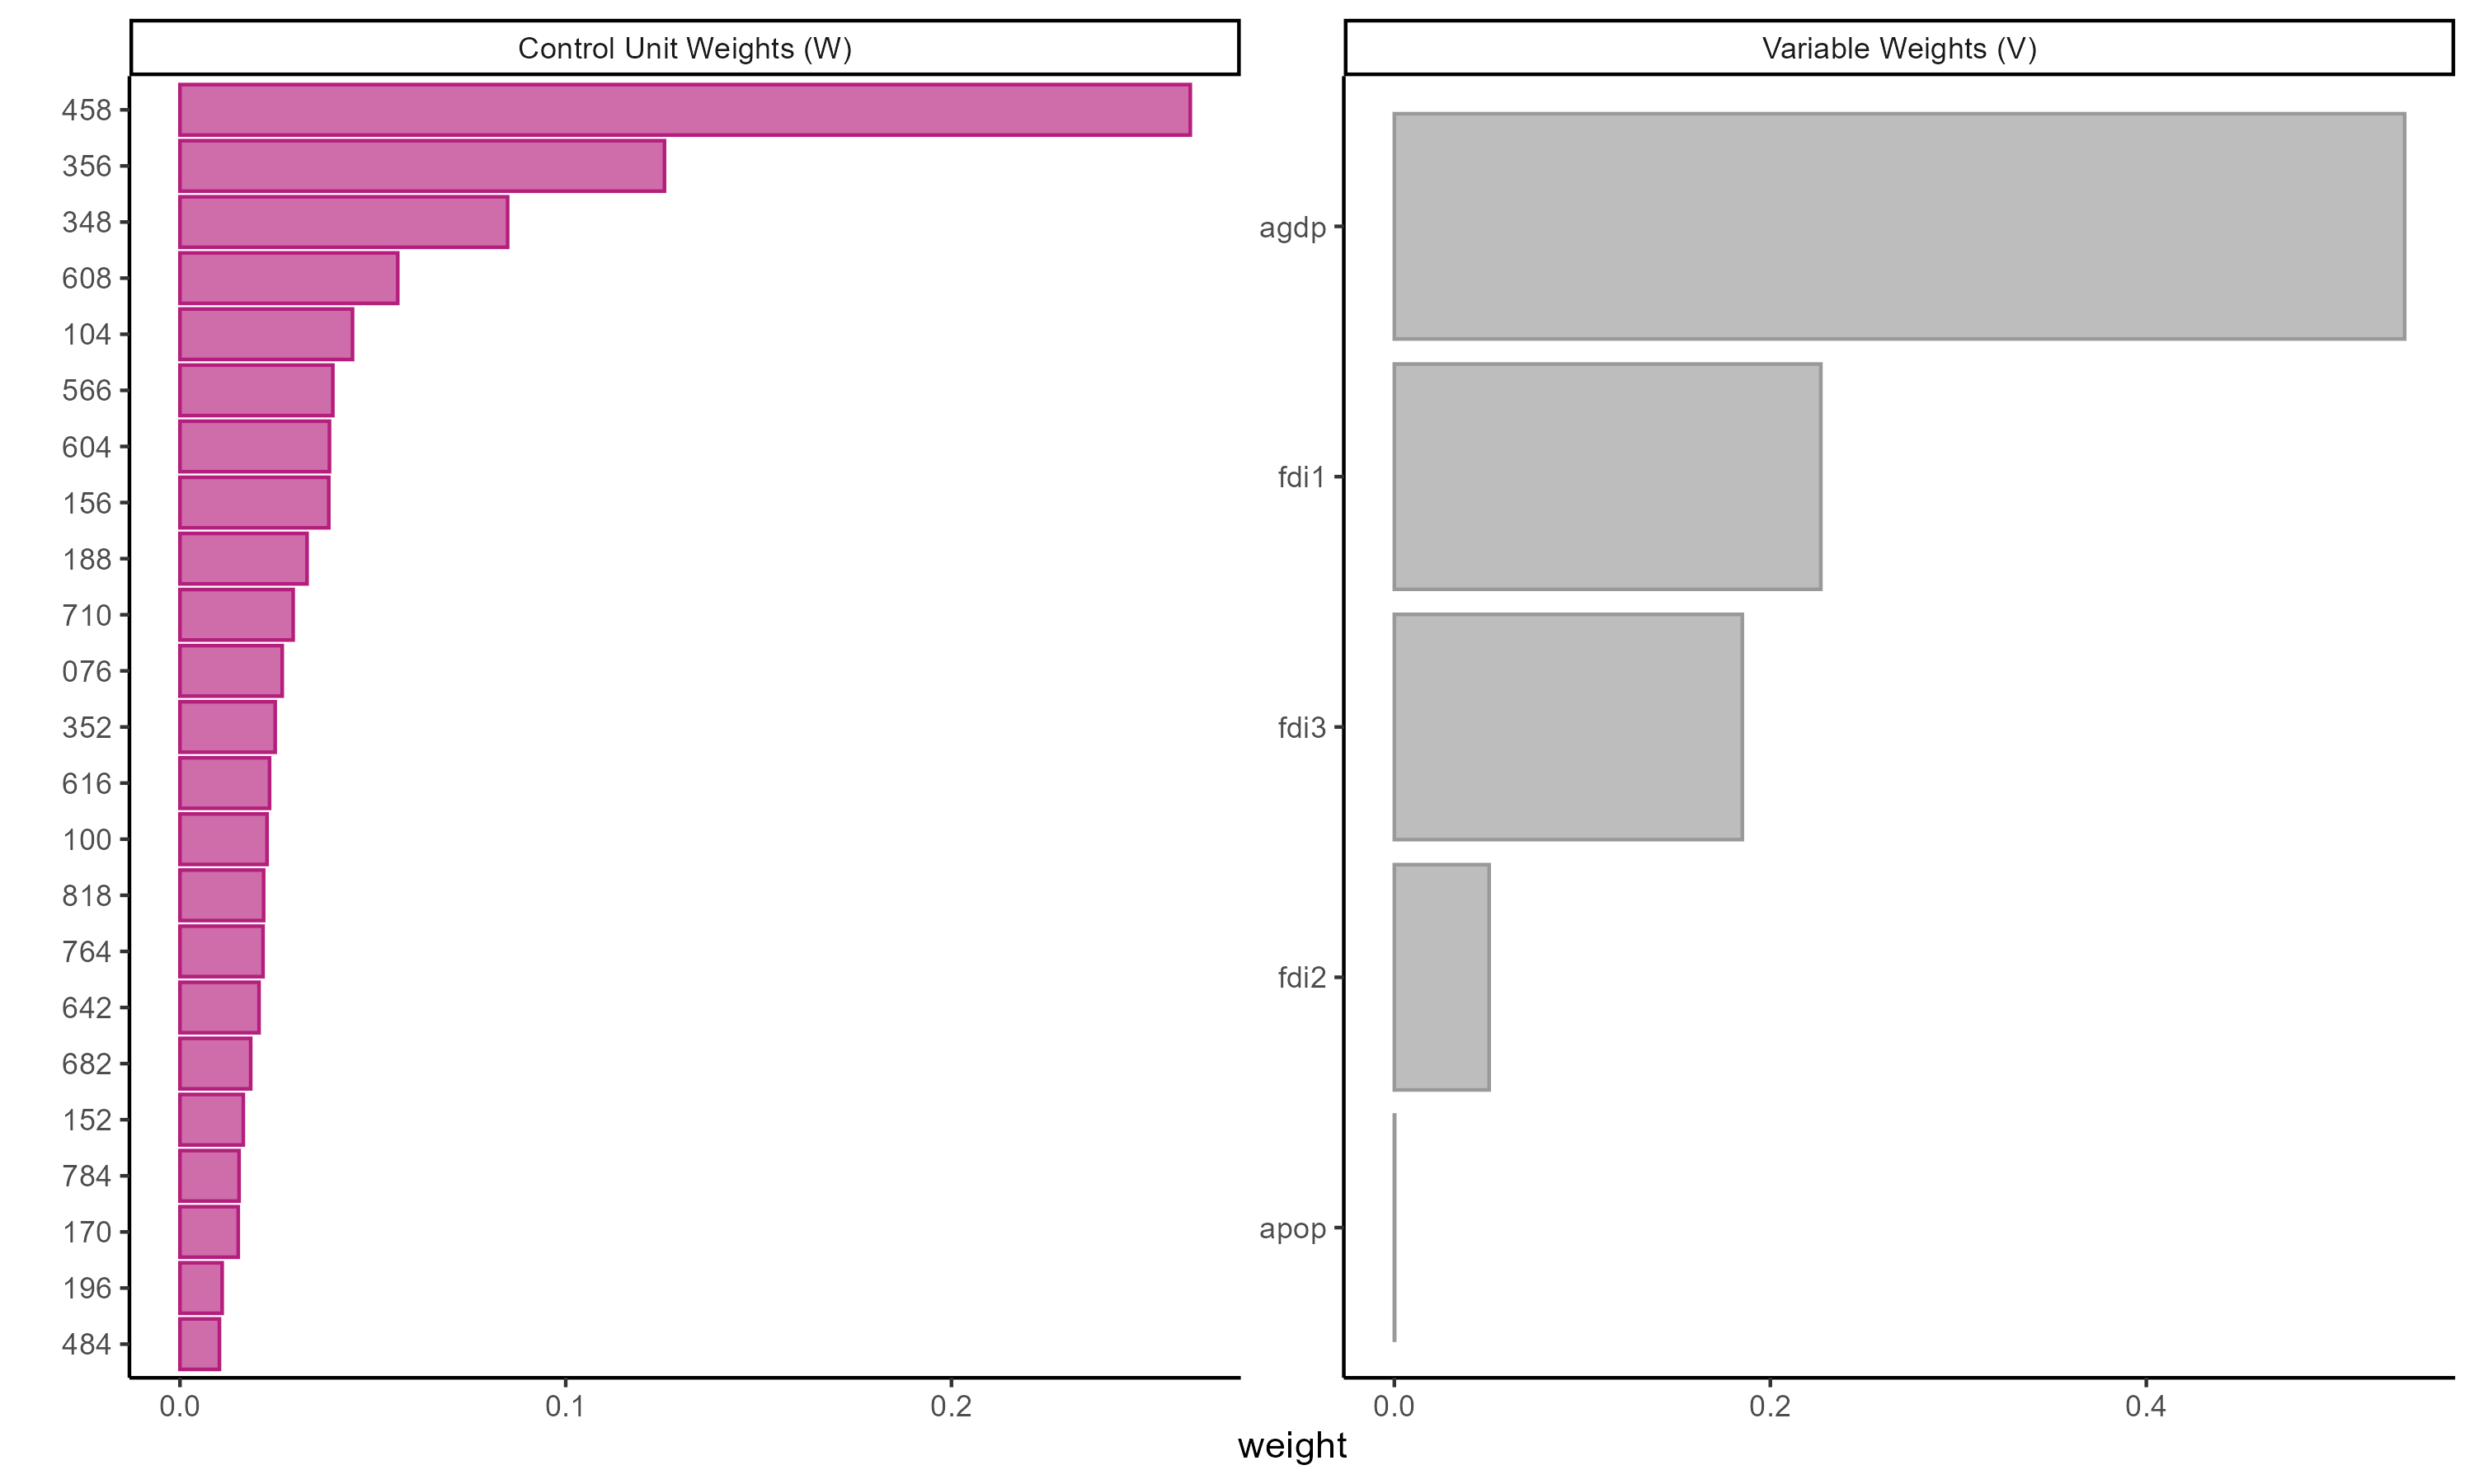 Control Unit Weights (W)
458
356
348
608
104
566
604
156
188
710
076
352
616
100
818
764
642
682
152
784
170
196
484
0.0 0.1 0.2
Variable Weights (V)
agdp
fdi1
fdi3
fdi2
apop
0.0 0.2 0.4
weight